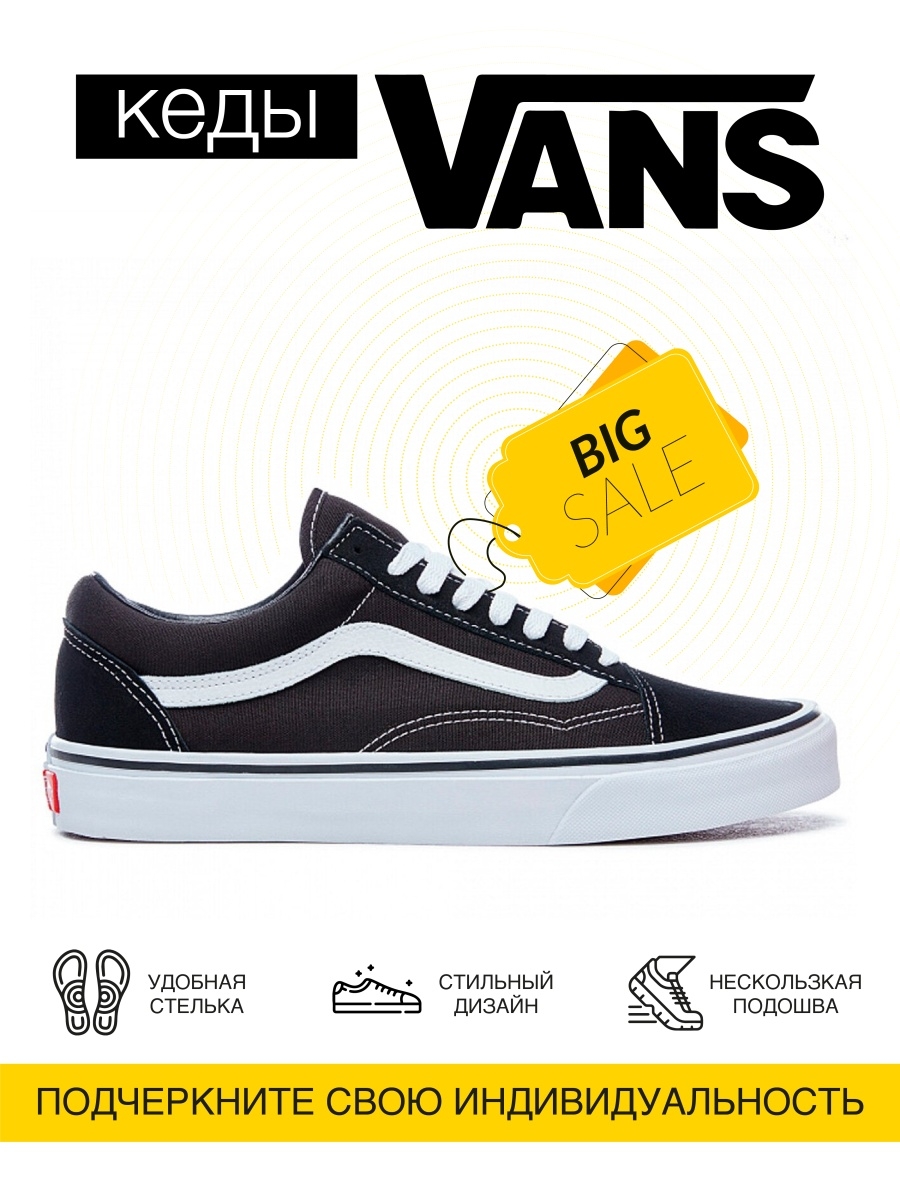 кеды
VANS
BIG
SALE
УДОБНАЯ
СТЕЛЬКА
СТИЛЬНЫЙ
ДИЗАЙН
НЕСКОЛЬЗКАЯ
ПОДОШВА
ПОДЧЕРКНИТЕ СВОЮ ИНДИВИДУАЛЬНОСТЬ